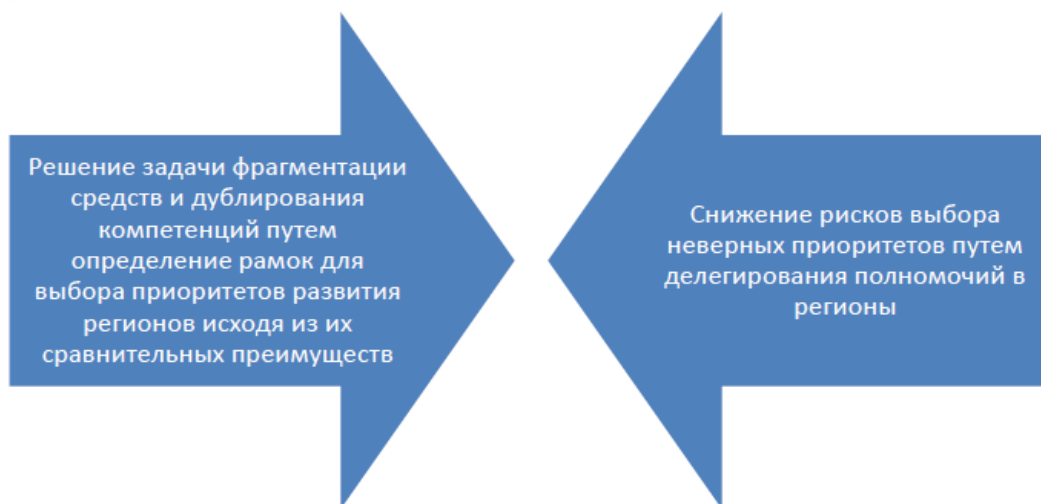 Решение задачи фрагментации
средств и дублирования
компетенций путем
определение рамок для
выбора приоритетов развития
регионов исходя из их
сравнительных преимуществ
Снижение рисков выбора
неверных приоритетов путем
делегирования полномочий в
регионы